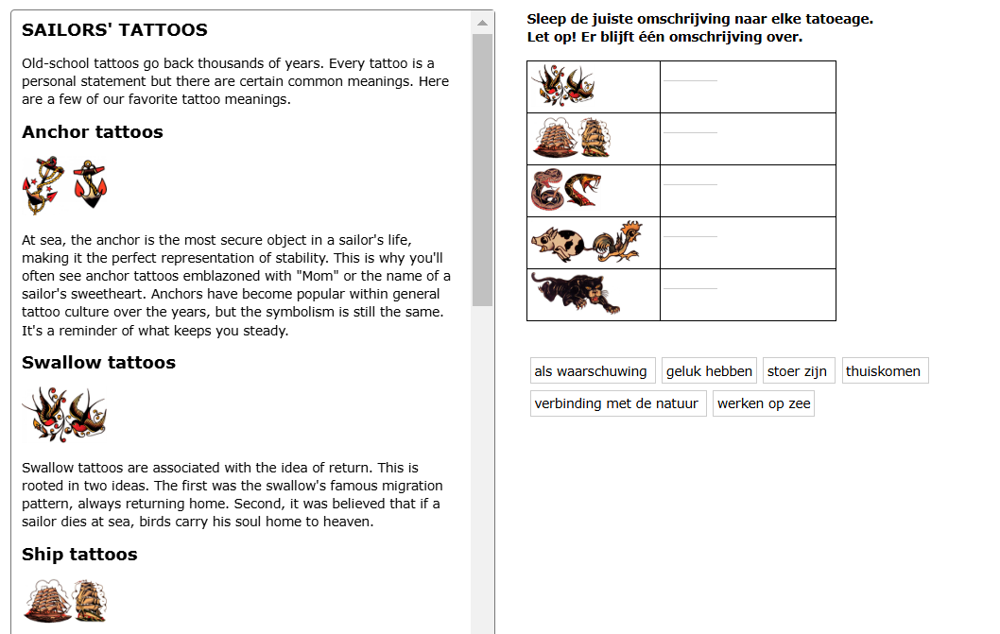 SAILORS' TATTOOS
Old-school tattoos go back thousands of years. Every tattoo is a
personal statement but there are certain common meanings. Here
are a few of our favorite tattoo meanings.
Anchor tattoos
At sea, the anchor is the most secure object in a sailor's life,
making it the perfect representation of stability. This is why you'll
often see anchor tattoos emblazoned with "Mom" or the name of a
sailor's sweetheart. Anchors have become popular within general
tattoo culture over the years, but the symbolism is still the same.
It's a reminder of what keeps you steady.
Swallow tattoos
Swallow tattoos are associated with the idea of return. This is
rooted in two ideas. The first was the swallow's famous migration
pattern, always returning home. Second, it was believed that if a
sailor dies at sea, birds carry his soul home to heaven.
Ship tattoos
Sleep de juiste omschrijving naar elke tatoeage.
Let op! Er blijft één omschrijving over.
als waarschuwing geluk hebben stoer zijn thuiskomen
verbinding met de natuur werken op zee